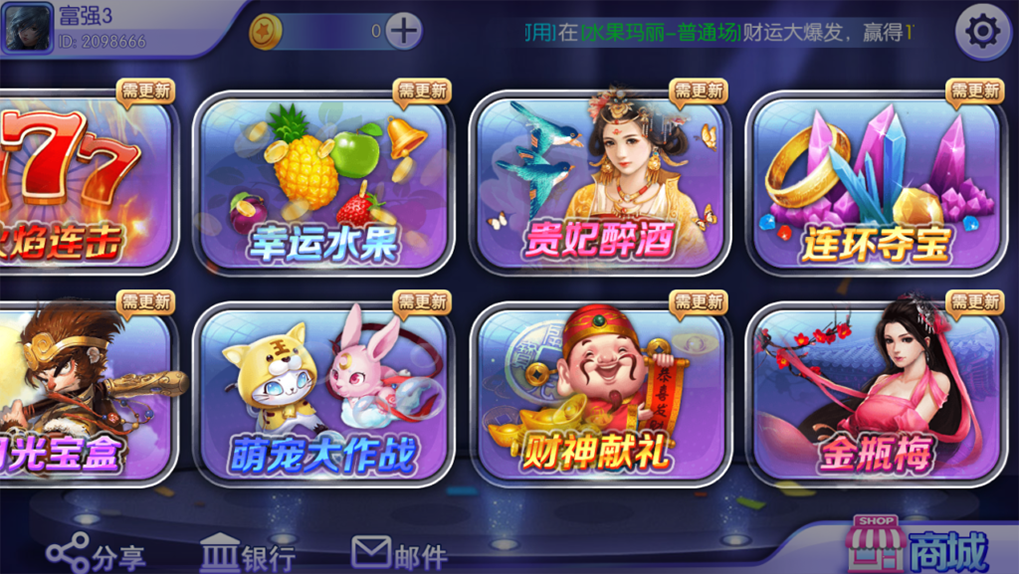 富强3
ID: 2098666
0
用]在[水果玛丽-普通场]财运大爆发，赢得1
需更新
需更新
需更新
需更新
777
火焰连击
幸运水果
贵妃醉酒
连环夺宝
需更新
需更新
需更新
需更新
恭喜发
月光宝盒
萌宠大作战
财神献礼
金瓶梅
分享
银行
邮件
SHOP
商城